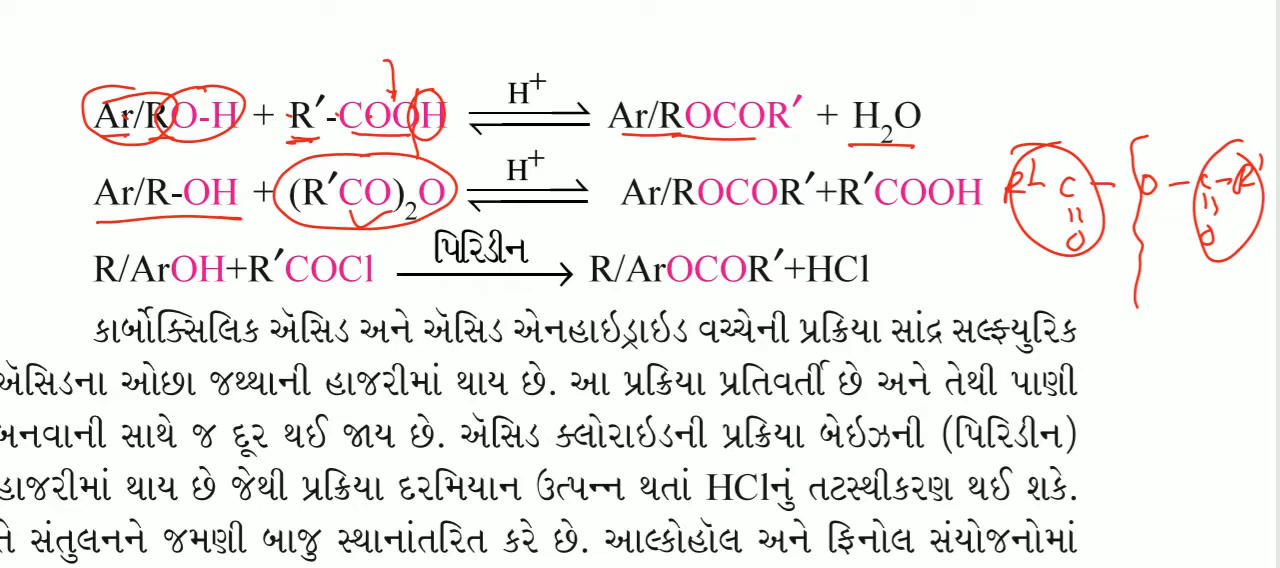 Ar/RO-H + R′-COOH ⇌ (H⁺) Ar/ROCOR′ + H₂O
Ar/R-OH + (R′CO)₂O ⇌ (H⁺) Ar/ROCOR′+R′COOH
R/ArOH+R′COCl → (પિરિડીન) R/ArOCOR′+HCl
R' C - O - C - R'
O O
કાર્બોક્સિલિક ઍસિડ અને ઍસિડ એનહાઇડ્રાઇડ વચ્ચેની પ્રક્રિયા સાંદ્ર સલ્ફ્યુરિક
ઍસિડના ઓછા જથ્થાની હાજરીમાં થાય છે. આ પ્રક્રિયા પ્રતિવર્તી છે અને તેથી પાણી
બનવાની સાથે જ દૂર થઈ જાય છે. ઍસિડ ક્લોરાઇડની પ્રક્રિયા બેઇઝની (પિરિડીન)
હાજરીમાં થાય છે જેથી પ્રક્રિયા દરમિયાન ઉત્પન્ન થતાં HClનું તટસ્થીકરણ થઈ શકે.
તે સંતુલનને જમણી બાજુ સ્થાનાંતરિત કરે છે. આલ્કોહૉલ અને ફિનોલ સંયોજનોમાં